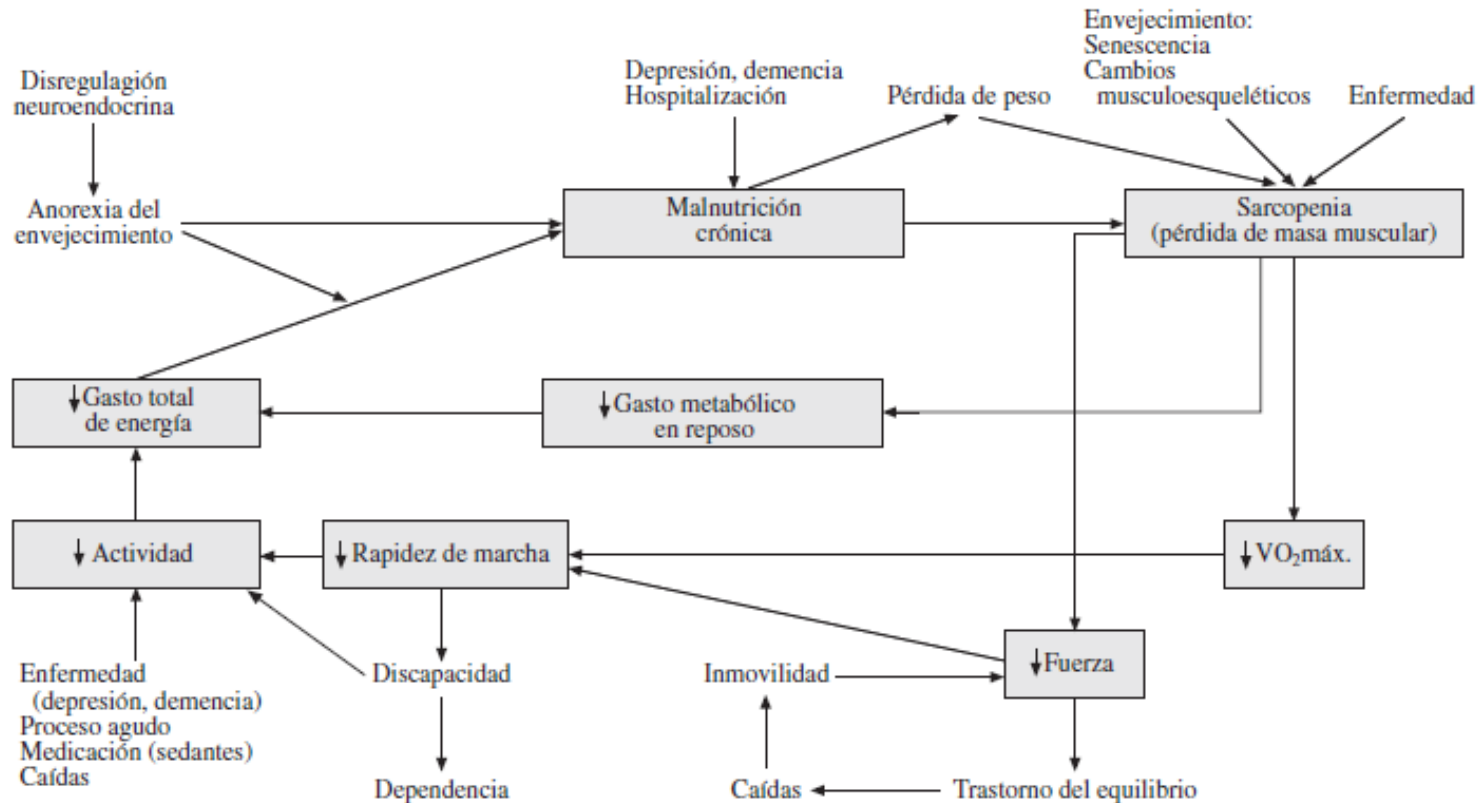 Disregulagión
neuroendocrina
Anorexia del
envejecimiento
Depresión, demencia
Hospitalización
Pérdida de peso
Envejecimiento:
Senescencia
Cambios
musculoesqueléticos
Enfermedad
Malnutrición
crónica
Sarcopenia
(pérdida de masa muscular)
↓ Gasto total
de energía
↓ Gasto metabólico
en reposo
↓ Actividad
↓ Rapidez de marcha
↓ VO₂máx.
↓ Fuerza
Enfermedad
(depresión, demencia)
Proceso agudo
Medicación (sedantes)
Caídas
Discapacidad
Dependencia
Inmovilidad
Caídas
Trastorno del equilibrio